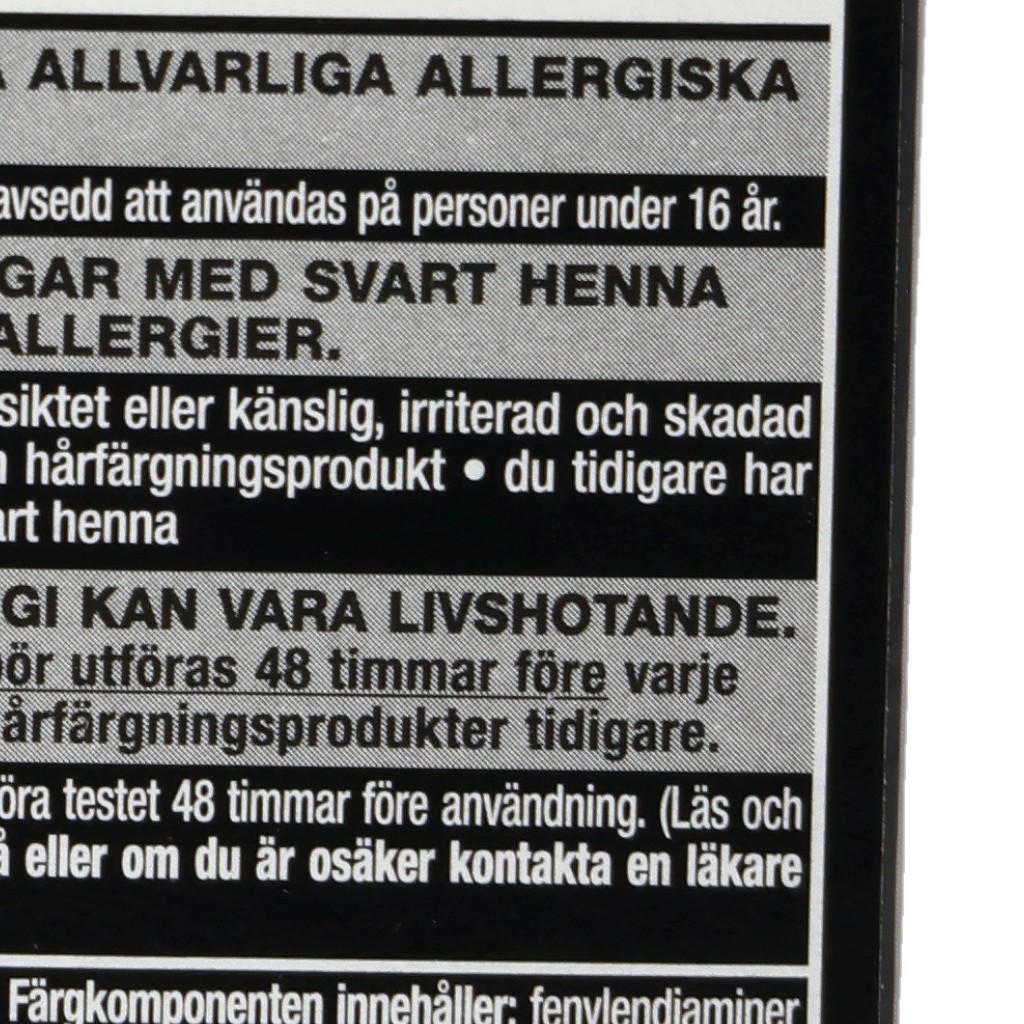 ALLVARLIGA ALLERGISKA
avsedd att användas på personer under 16 år.
GAR MED SVART HENNA
ALLERGIER.
siktet eller känslig, irriterad och skadad
hårfärgningsprodukt • du tidigare har
art henna
GI KAN VARA LIVSHOTANDE.
bör utföras 48 timmar före varje
hårfärgningsprodukter tidigare.
öra testet 48 timmar före användning. (Läs och
eller om du är osäker kontakta en läkare
Färgkomponenten innehåller: fenylendiaminer